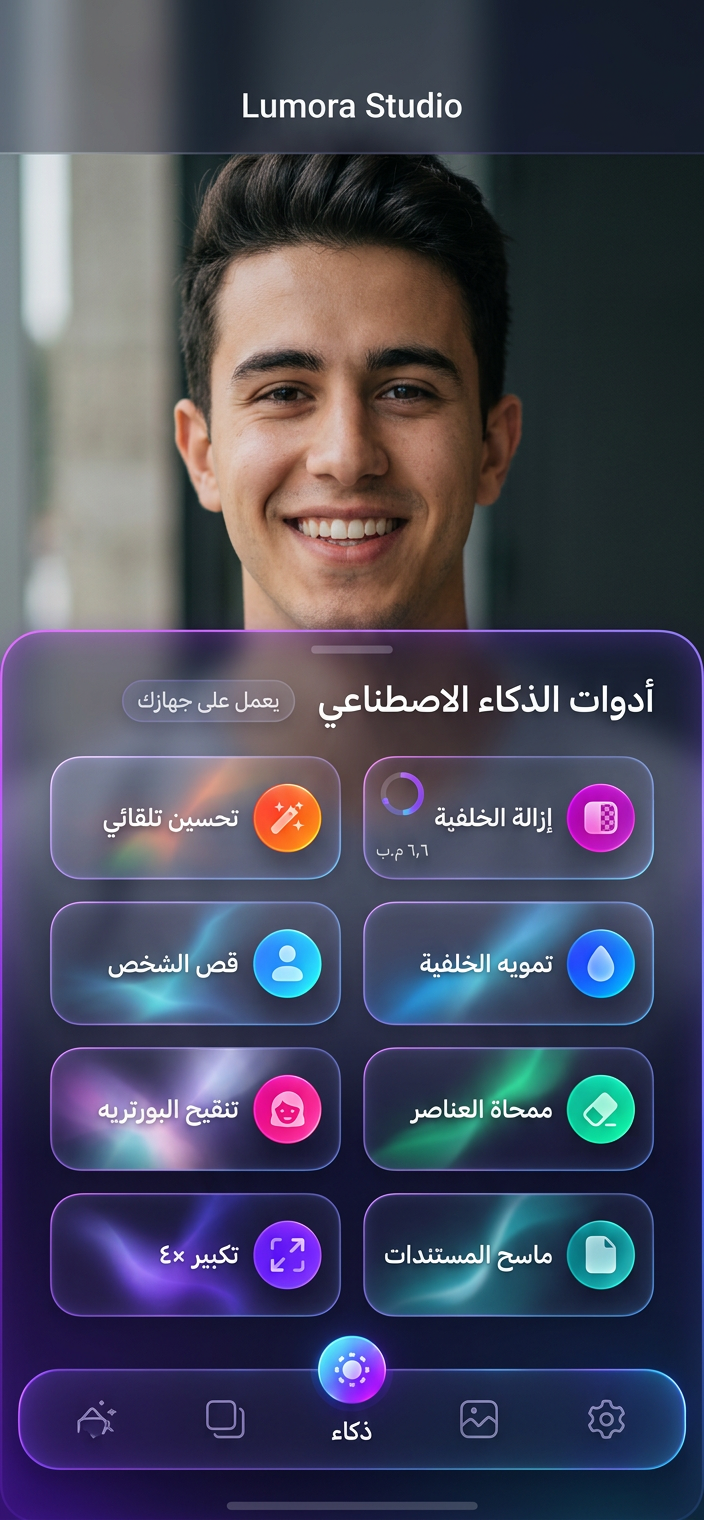 Lumora Studio
أدوات الذكاء الاصطناعي
يعمل على جهازك
إزالة الخلفية
٦,٦ م.ب
تحسين تلقائي
تمويه الخلفية
قص الشخص
ممحاة العناصر
تنقيح البورتريه
ماسح المستندات
تكبير ×٤
ذكاء